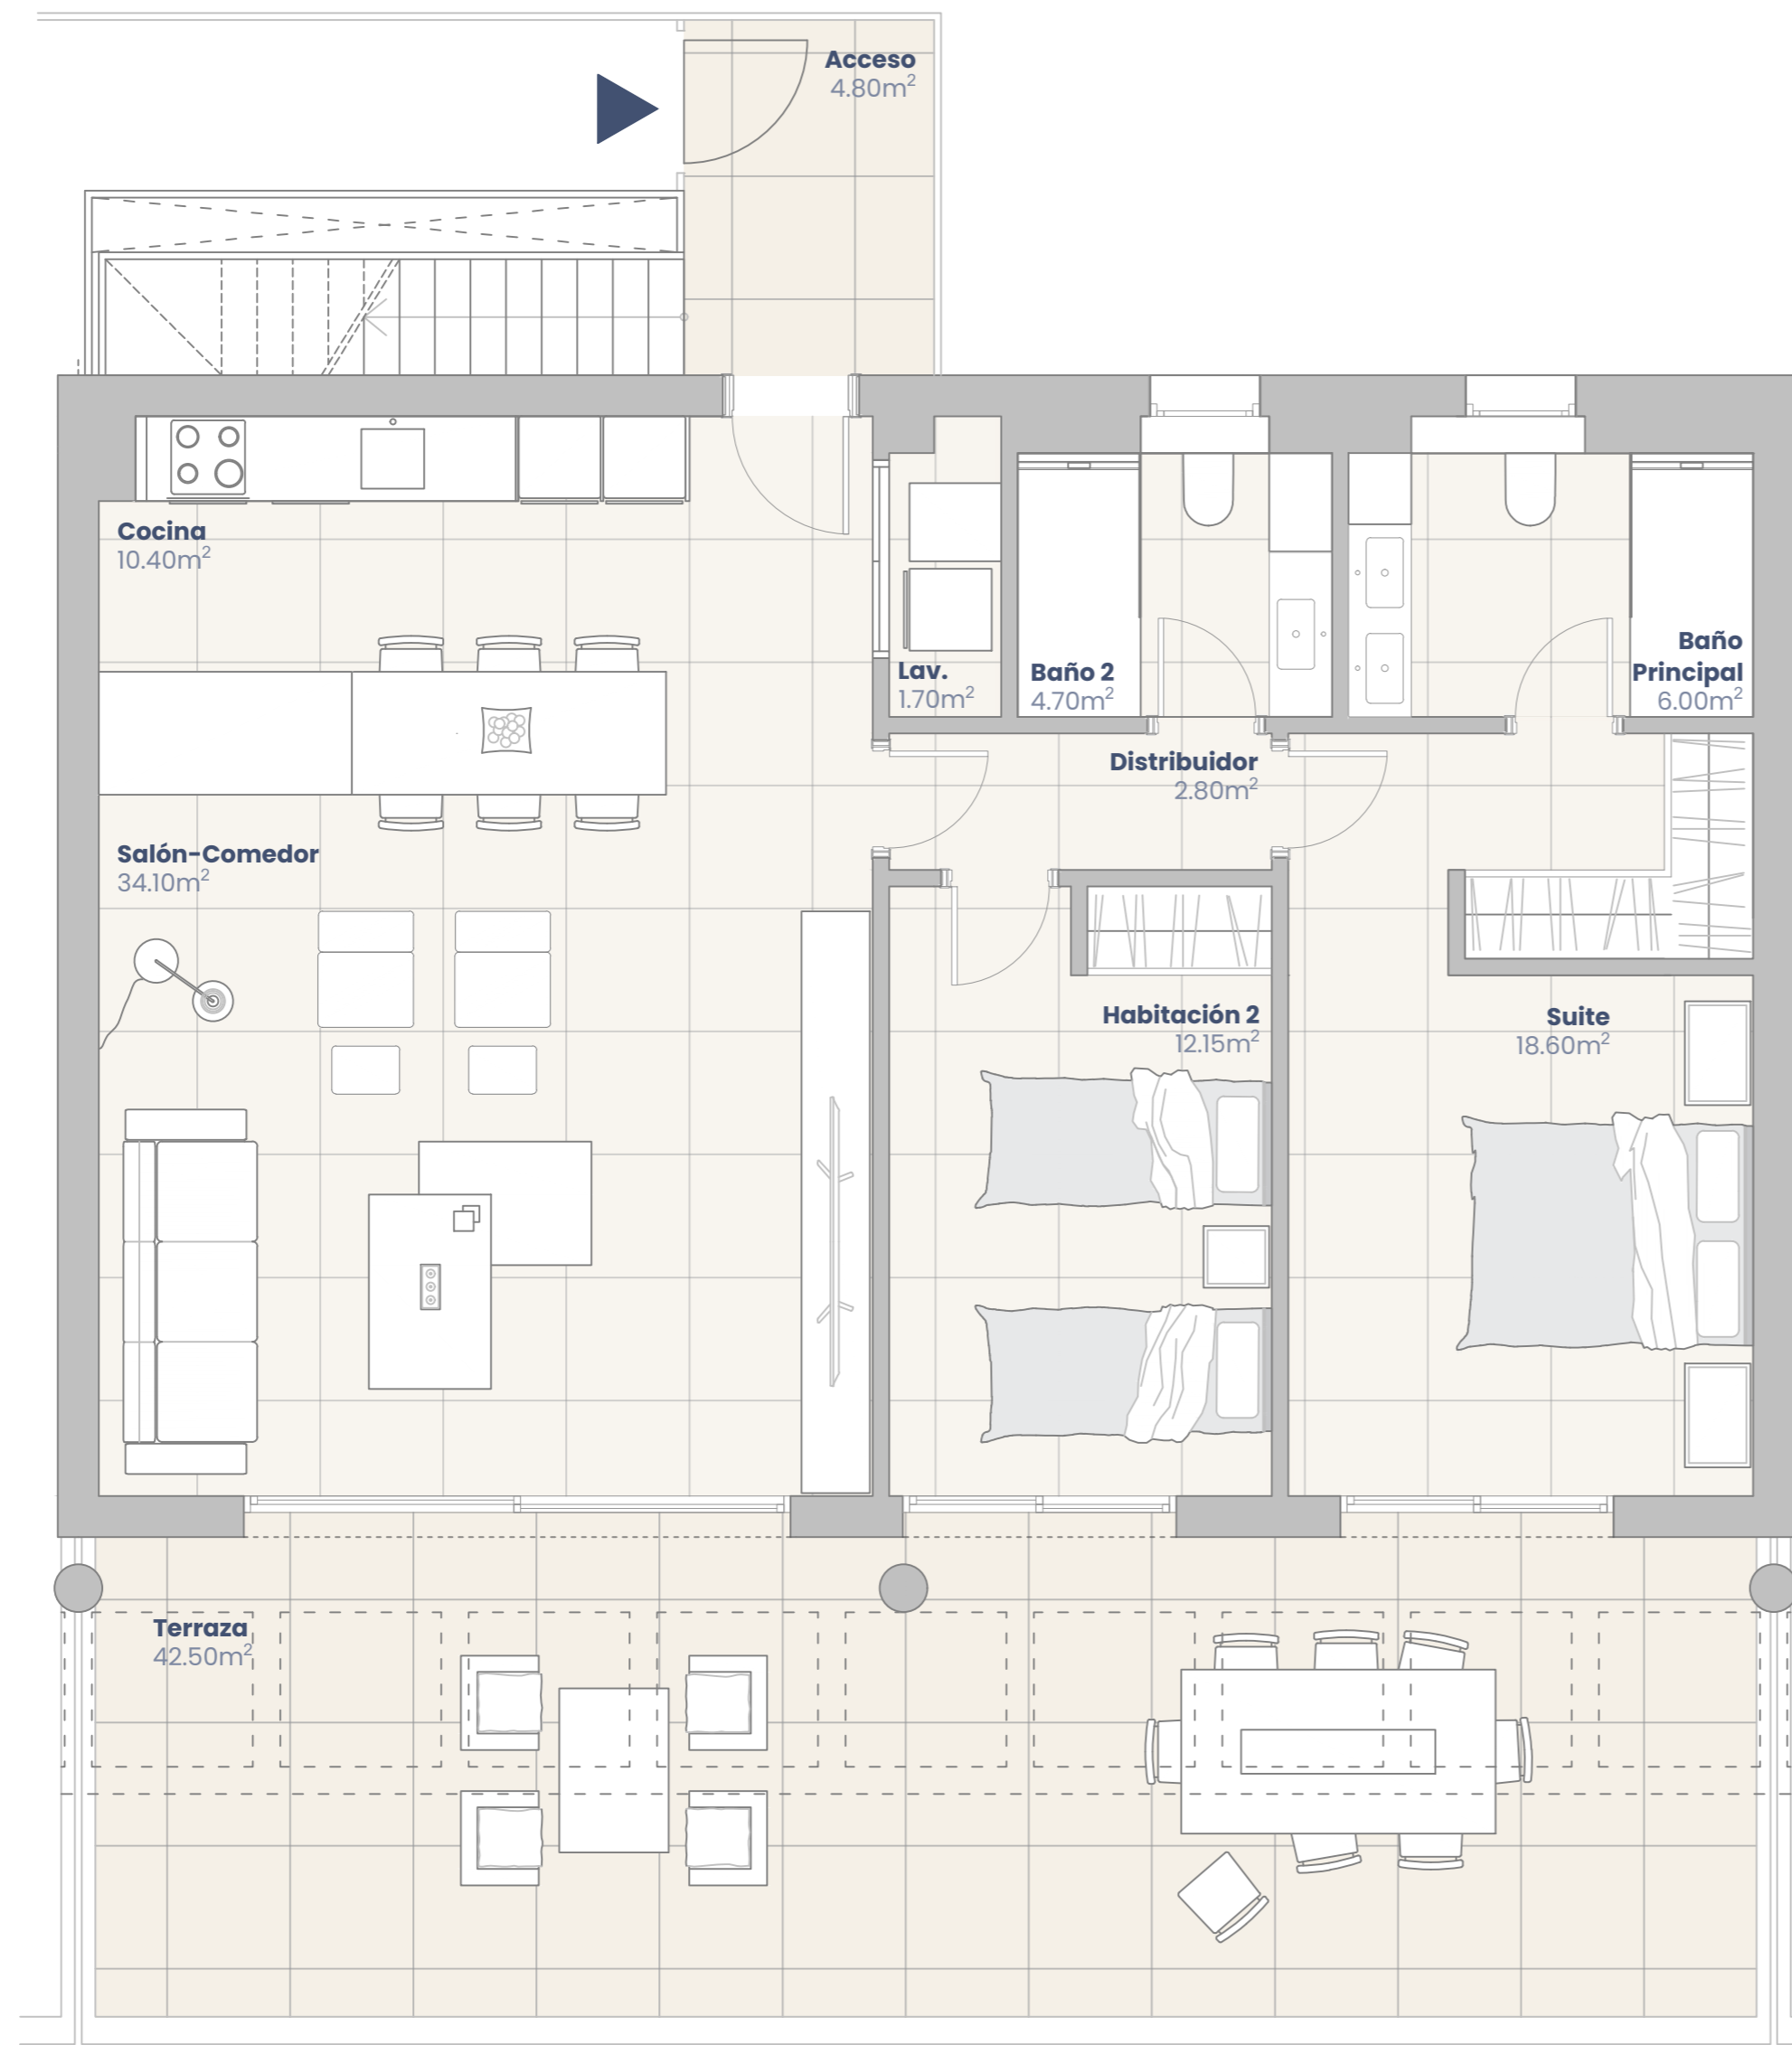 Acceso
4.80m²
Cocina
10.40m²
Lav.
1.70m²
Baño 2
4.70m²
Baño
Principal
6.00m²
Distribuidor
2.80m²
Salón-Comedor
34.10m²
Habitación 2
12.15m²
Suite
18.60m²
Terraza
42.50m²